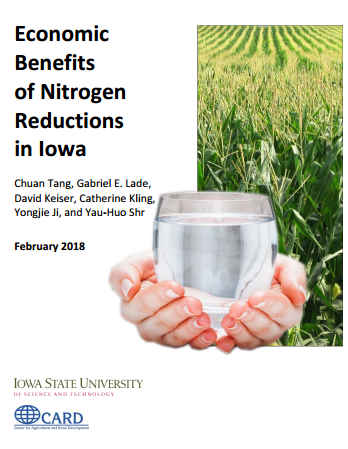 Economic
Benefits
of Nitrogen
Reductions
in Iowa
Chuan Tang, Gabriel E. Lade,
David Keiser, Catherine Kling,
Yongjie Ji, and Yau-Huo Shr
February 2018
IOWA STATE UNIVERSITY
OF SCIENCE AND TECHNOLOGY
CARD
Center for Agricultural and Rural Development